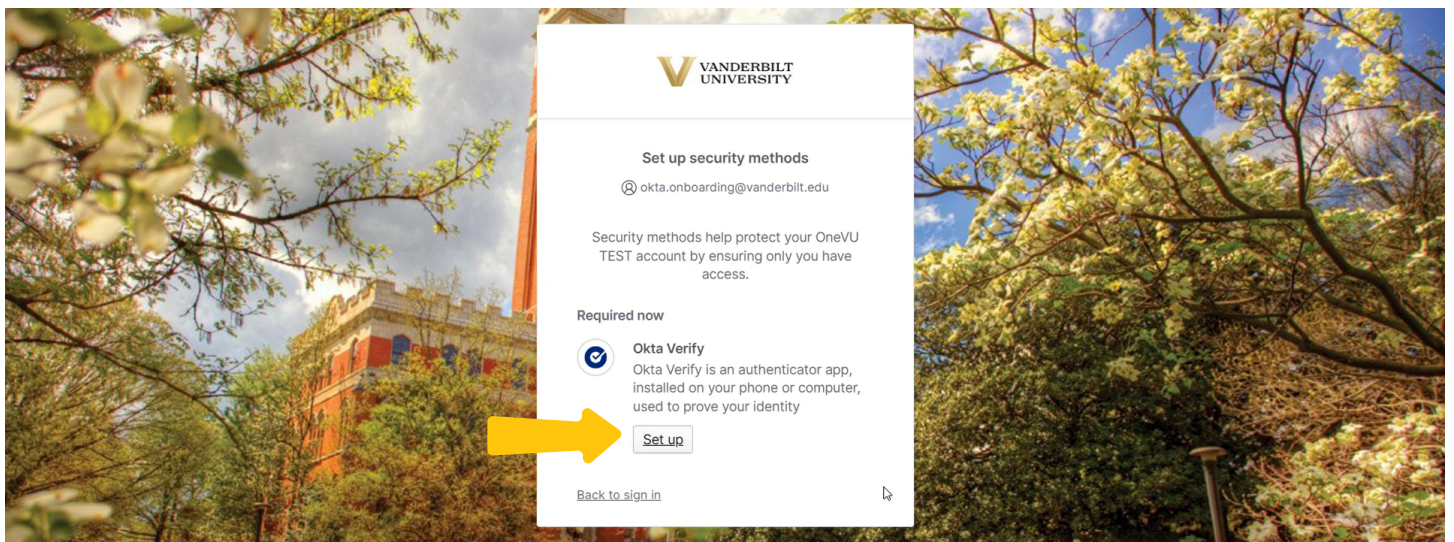 VANDERBILT
UNIVERSITY
Set up security methods
okta.onboarding@vanderbilt.edu
Security methods help protect your OneVU
TEST account by ensuring only you have
access.
Required now
Okta Verify
Okta Verify is an authenticator app,
installed on your phone or computer,
used to prove your identity
Set up
Back to sign in